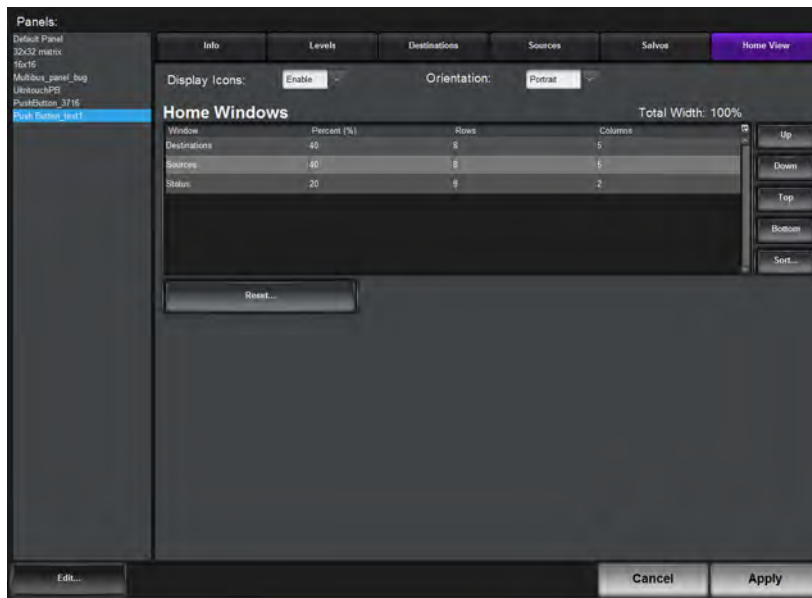 Panels:
Default Panel
32x32 matrix
16x16
Multibus_panel_bug
UltritouchPB
PushButton_3716
Push Button_text1
Info Levels Destinations Sources Salvos Home View
Display Icons: Enable Orientation: Portrait
Home Windows Total Width: 100%
Window Percent (%) Rows Columns
Destinations 40 8 5
Sources 40 8 5
Status 20 8 2
Up
Down
Top
Bottom
Sort...
Reset...
Edit... Cancel Apply